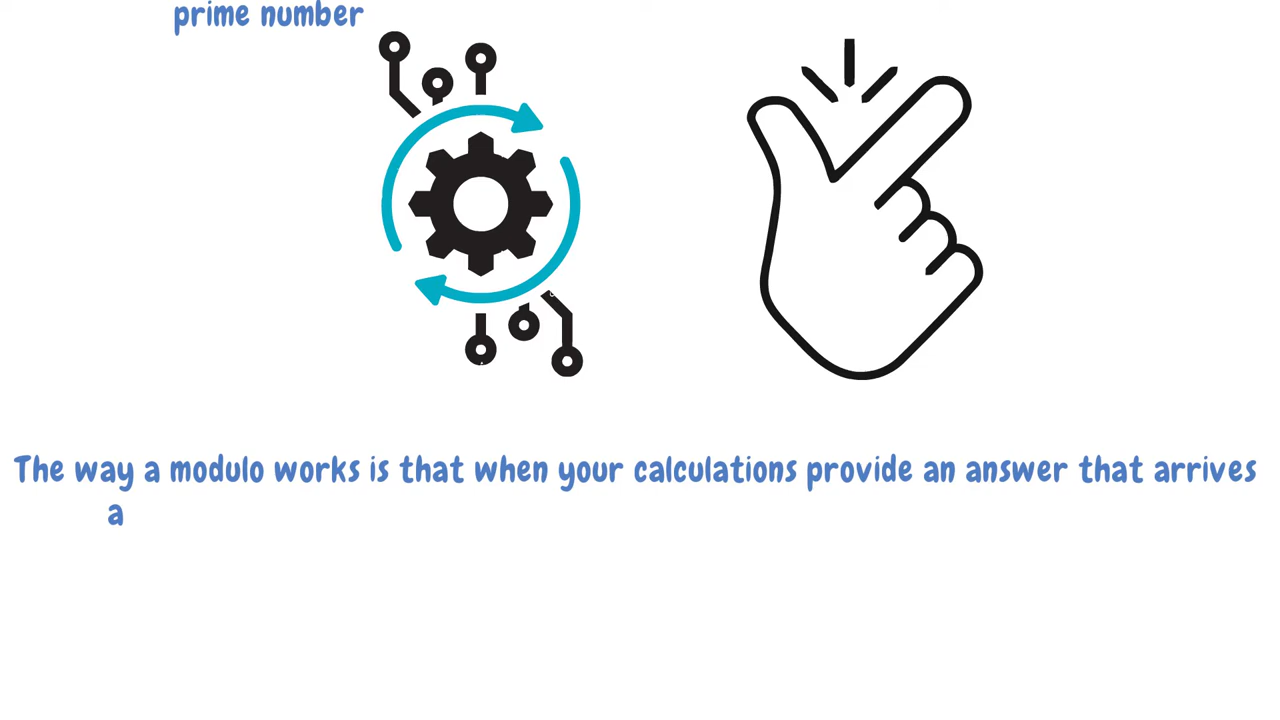 prime number
The way a modulo works is that when your calculations provide an answer that arrives
a